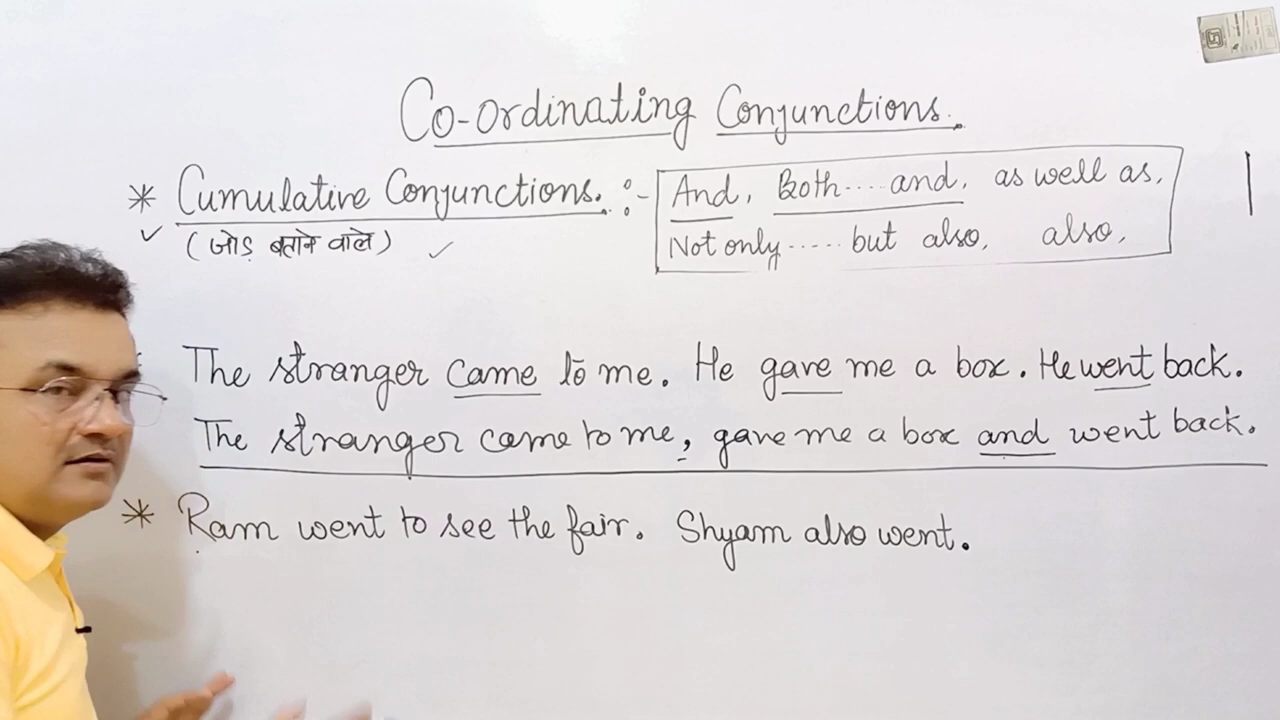 Co-ordinating Conjunctions.
* Cumulative Conjunctions. :- And, Both....and, as well as,
(जोड़ बताने वाले) Not only ...... but also, also,
The stranger came to me. He gave me a box. He went back.
The stranger came to me, gave me a box and went back.
* Ram went to see the fair. Shyam also went.